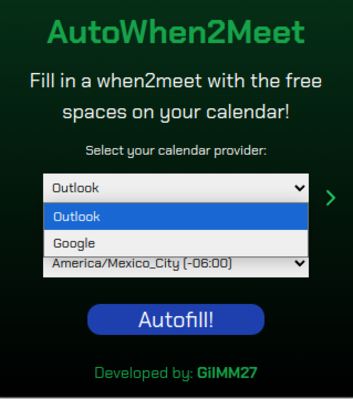 AutoWhen2Meet
Fill in a when2meet with the free
spaces on your calendar!
Select your calendar provider:
Outlook
Outlook
Google
America/Mexico_City (-06:00)
Autofill!
Developed by: GilMM27